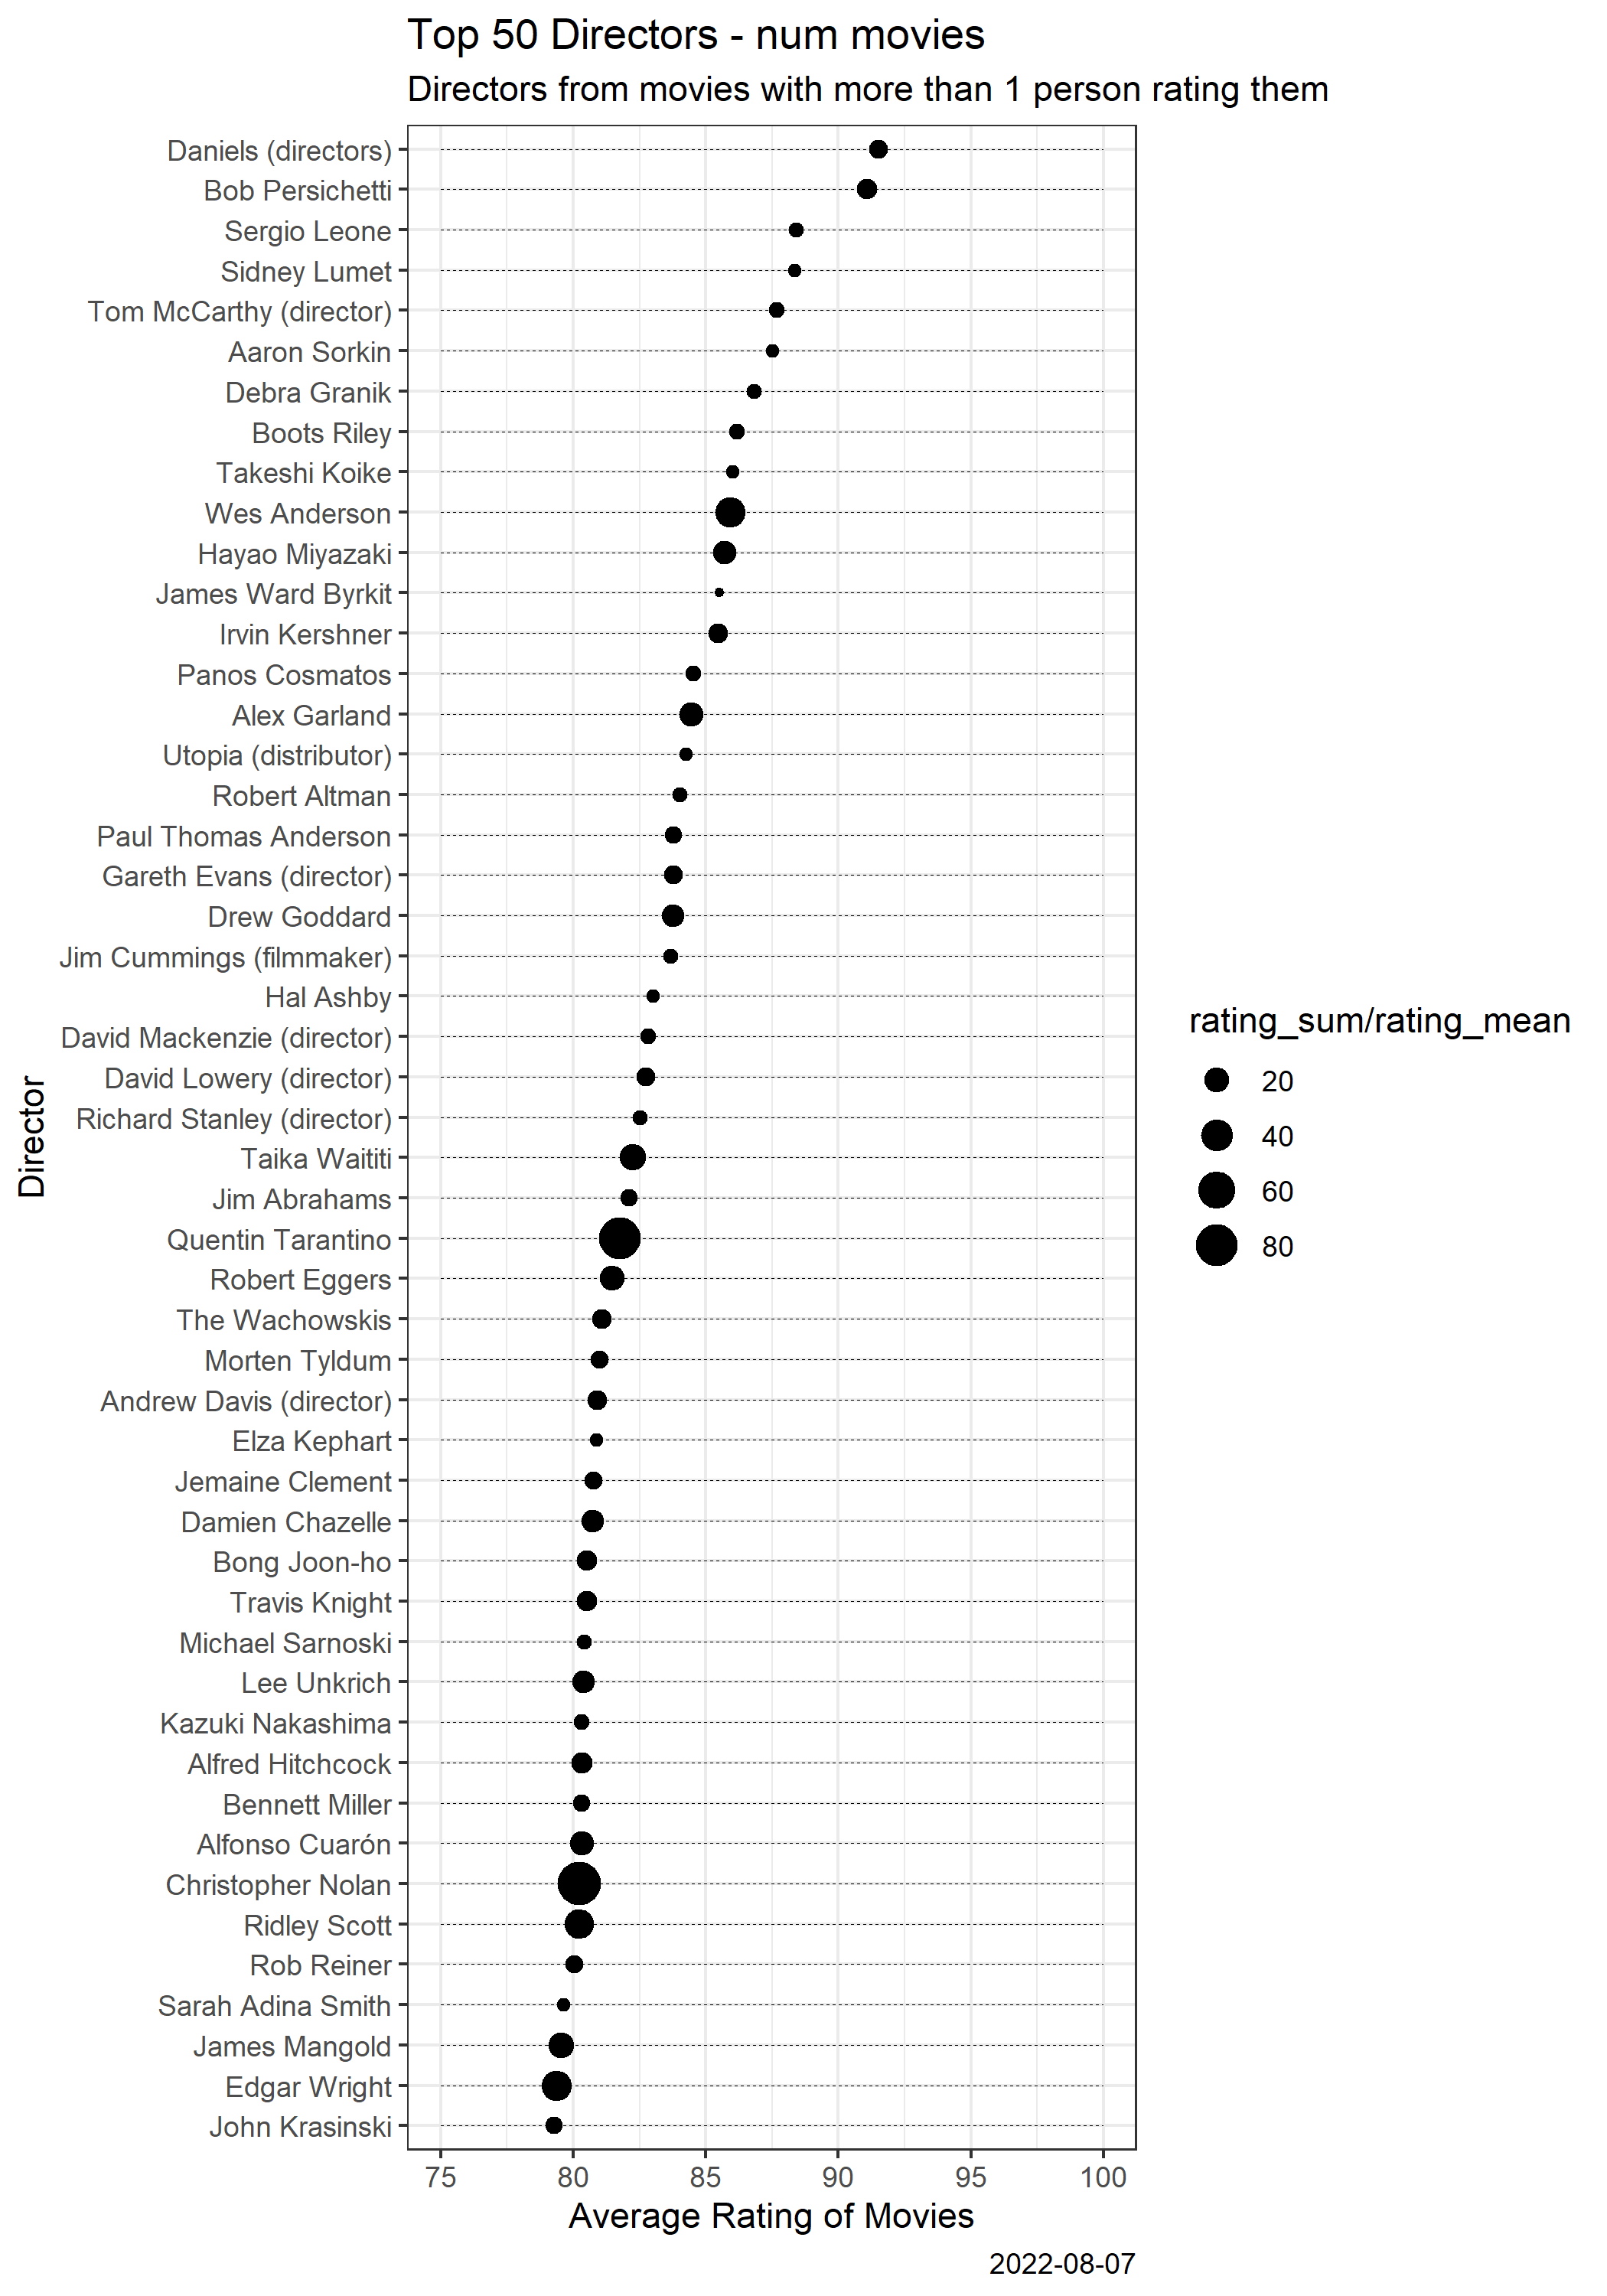 Top 50 Directors - num movies
Directors from movies with more than 1 person rating them
Daniels (directors)
Bob Persichetti
Sergio Leone
Sidney Lumet
Tom McCarthy (director)
Aaron Sorkin
Debra Granik
Boots Riley
Takeshi Koike
Wes Anderson
Hayao Miyazaki
James Ward Byrkit
Irvin Kershner
Panos Cosmatos
Alex Garland
Utopia (distributor)
Robert Altman
Paul Thomas Anderson
Gareth Evans (director)
Drew Goddard
Jim Cummings (filmmaker)
Hal Ashby
David Mackenzie (director)
David Lowery (director)
Richard Stanley (director)
Taika Waititi
Jim Abrahams
Quentin Tarantino
Robert Eggers
The Wachowskis
Morten Tyldum
Andrew Davis (director)
Elza Kephart
Jemaine Clement
Damien Chazelle
Bong Joon-ho
Travis Knight
Michael Sarnoski
Lee Unkrich
Kazuki Nakashima
Alfred Hitchcock
Bennett Miller
Alfonso Cuarón
Christopher Nolan
Ridley Scott
Rob Reiner
Sarah Adina Smith
James Mangold
Edgar Wright
John Krasinski
Director
75 80 85 90 95 100
Average Rating of Movies
2022-08-07
rating_sum/rating_mean
20
40
60
80